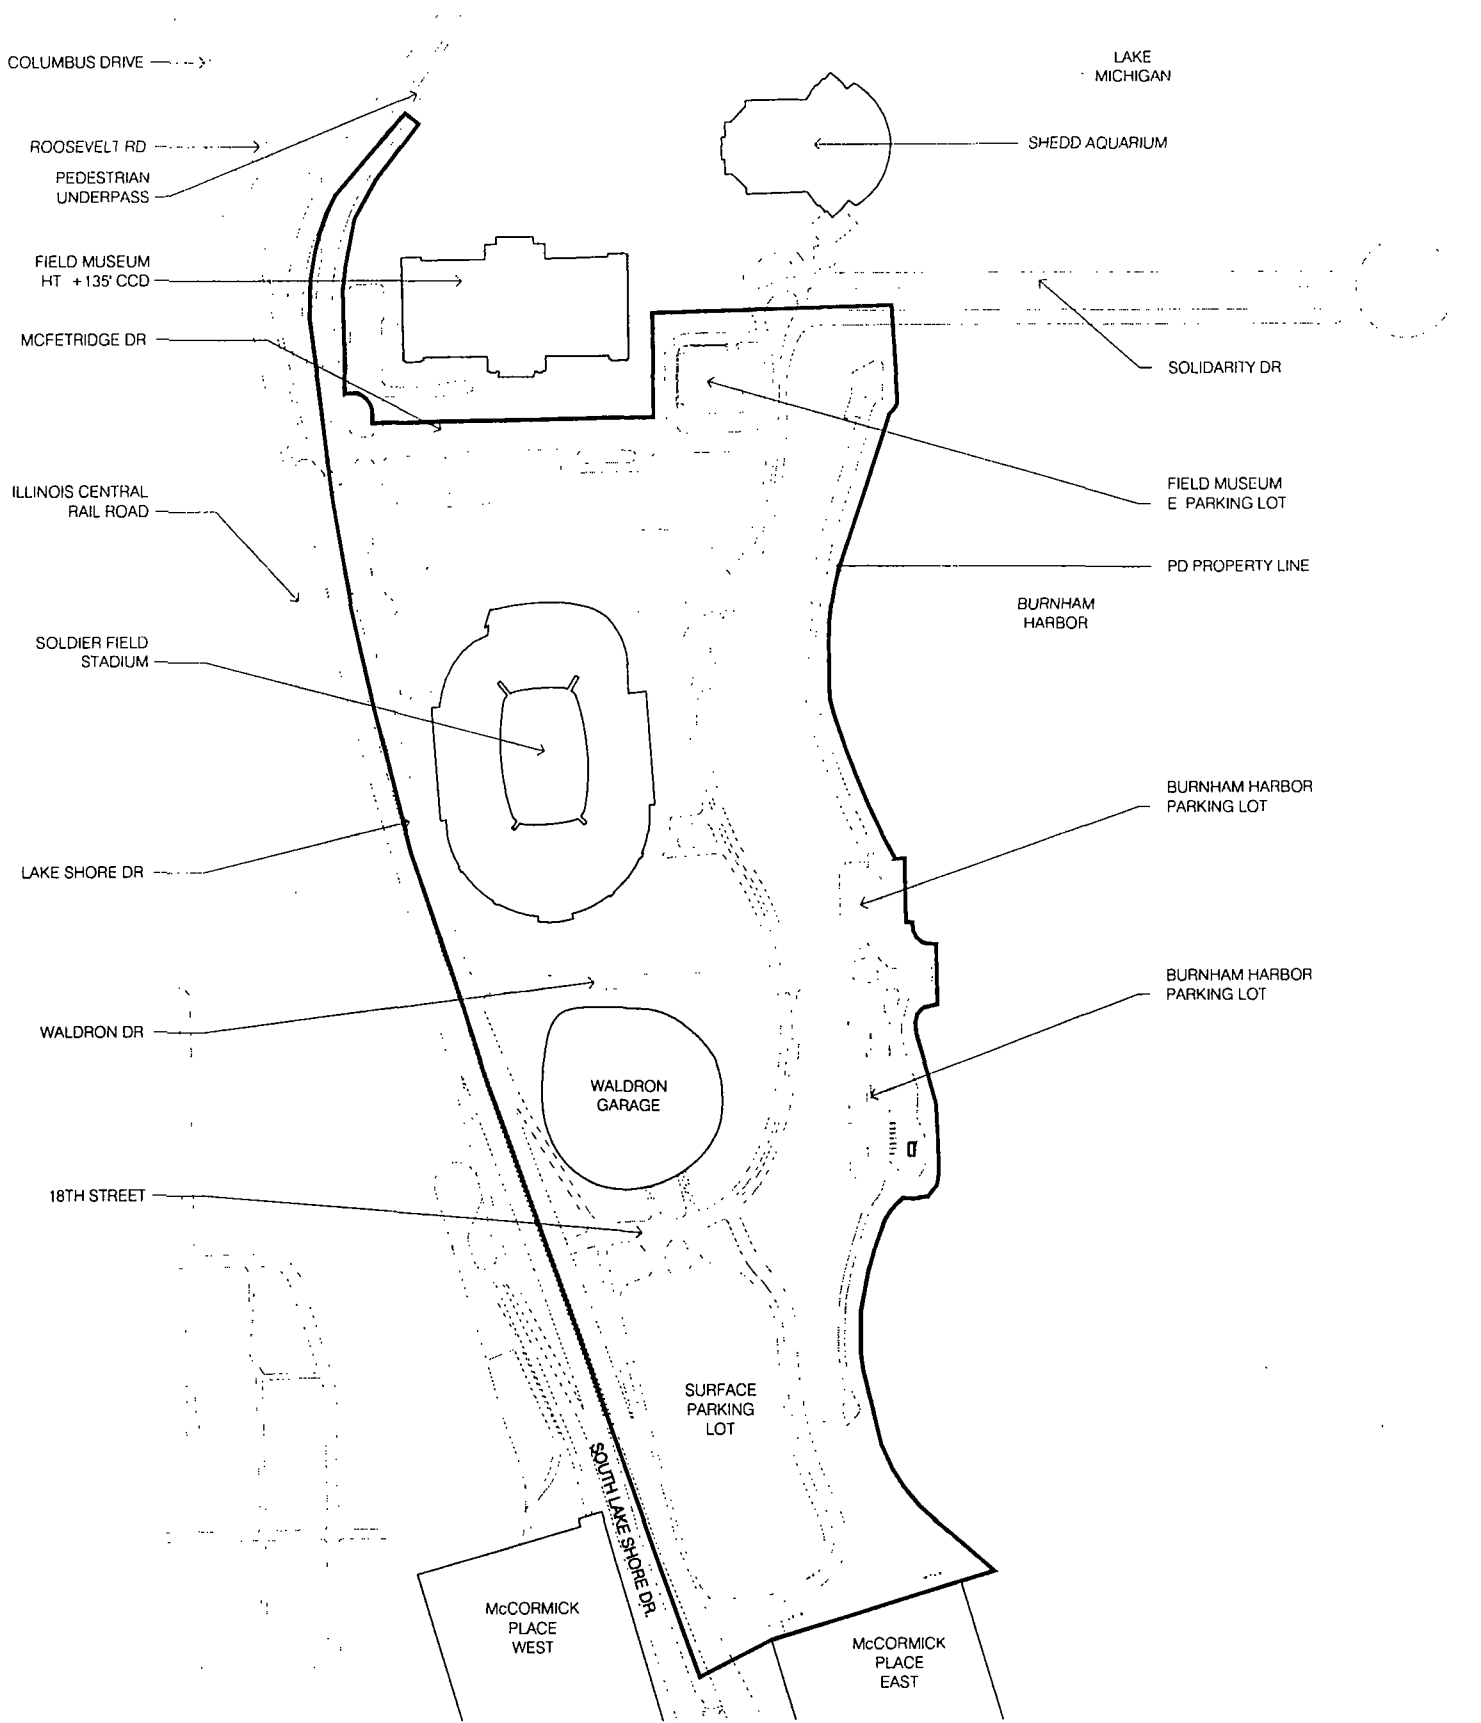 COLUMBUS DRIVE
LAKE
MICHIGAN
ROOSEVELT RD
SHEDD AQUARIUM
PEDESTRIAN
UNDERPASS
FIELD MUSEUM
HT +135' CCD
MCFETRIDGE DR
SOLIDARITY DR
ILLINOIS CENTRAL
RAIL ROAD
FIELD MUSEUM
E PARKING LOT
PD PROPERTY LINE
BURNHAM
HARBOR
SOLDIER FIELD
STADIUM
BURNHAM HARBOR
PARKING LOT
LAKE SHORE DR
BURNHAM HARBOR
PARKING LOT
WALDRON DR
WALDRON
GARAGE
18TH STREET
SURFACE
PARKING
LOT
SOUTH LAKE SHORE DR.
McCORMICK
PLACE
WEST
McCORMICK
PLACE
EAST